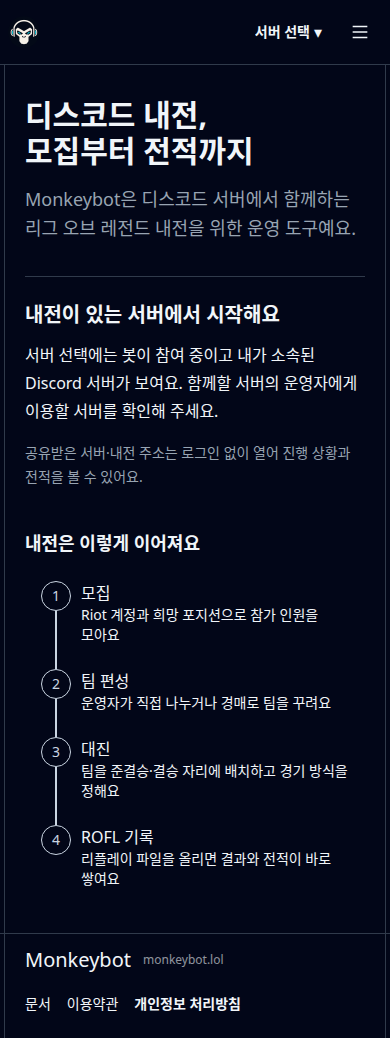 서버 선택 ▾
디스코드 내전,
모집부터 전적까지
Monkeybot은 디스코드 서버에서 함께하는
리그 오브 레전드 내전을 위한 운영 도구예요.
내전이 있는 서버에서 시작해요
서버 선택에는 봇이 참여 중이고 내가 소속된
Discord 서버가 보여요. 함께할 서버의 운영자에게
이용할 서버를 확인해 주세요.
공유받은 서버·내전 주소는 로그인 없이 열어 진행 상황과
전적을 볼 수 있어요.
내전은 이렇게 이어져요
1 모집
Riot 계정과 희망 포지션으로 참가 인원을
모아요
2 팀 편성
운영자가 직접 나누거나 경매로 팀을 꾸려요
3 대진
팀을 준결승·결승 자리에 배치하고 경기 방식을
정해요
4 ROFL 기록
리플레이 파일을 올리면 결과와 전적이 바로
쌓여요
Monkeybot monkeybot.lol
문서 이용약관 개인정보 처리방침